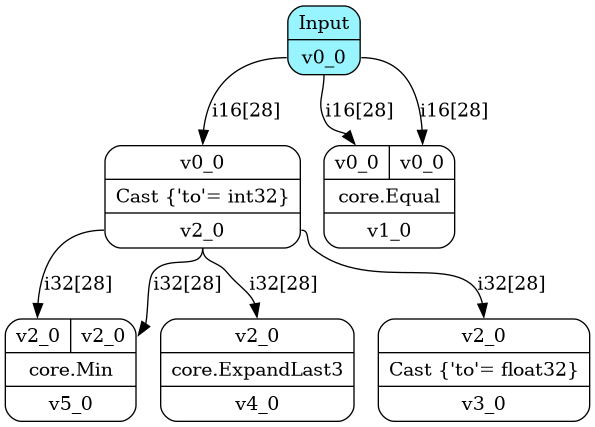 Input
v0_0
i16[28] i16[28] i16[28]
v0_0 v0_0 v0_0
Cast {'to'= int32} core.Equal
v2_0 v1_0
i32[28] i32[28] i32[28] i32[28]
v2_0 v2_0 v2_0 v2_0
core.Min core.ExpandLast3 Cast {'to'= float32}
v5_0 v4_0 v3_0